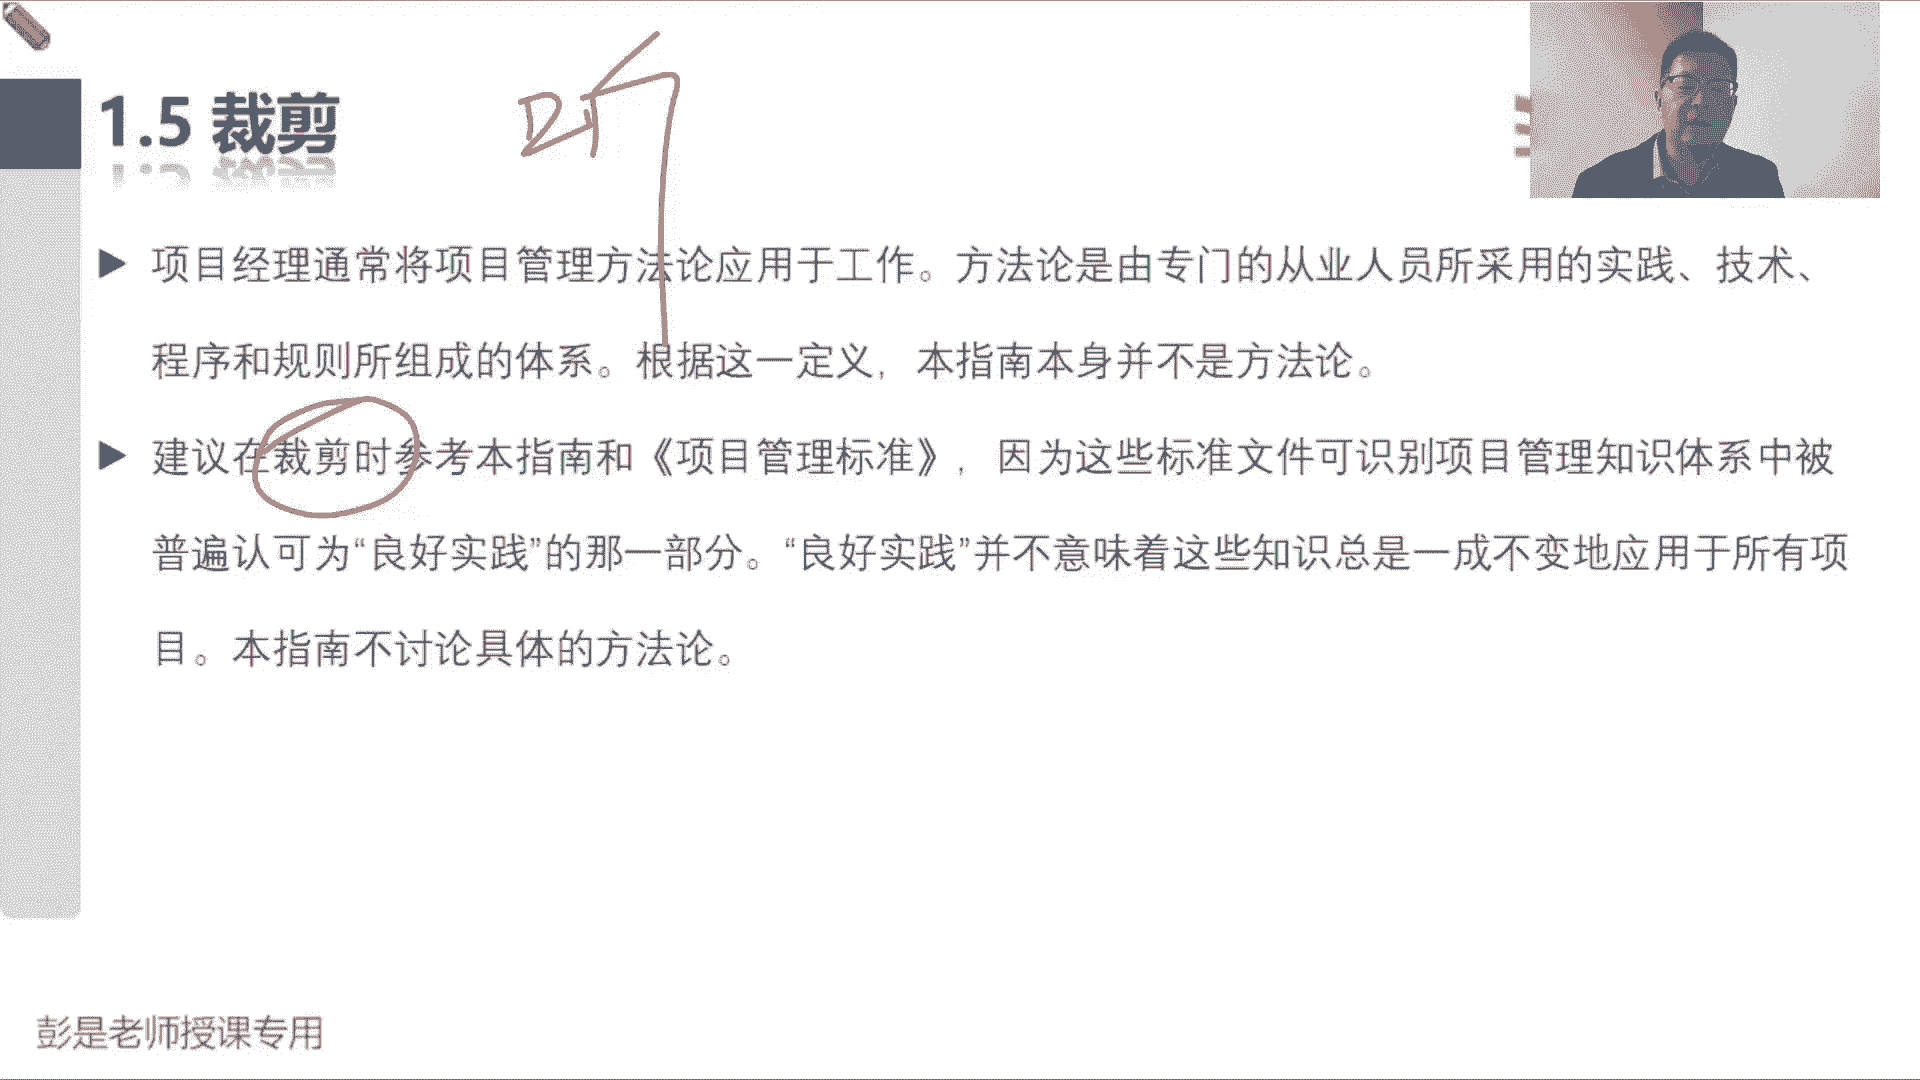 1.5 裁剪
听
项目经理通常将项目管理方法论应用于工作。方法论是由专门的从业人员所采用的实践、技术、
程序和规则所组成的体系。根据这一定义，本指南本身并不是方法论。
建议在裁剪时参考本指南和《项目管理标准》，因为这些标准文件可识别项目管理知识体系中被
普遍认可为“良好实践”的那一部分。“良好实践”并不意味着这些知识总是一成不变地应用于所有项
目。本指南不讨论具体的方法论。
彭是老师授课专用